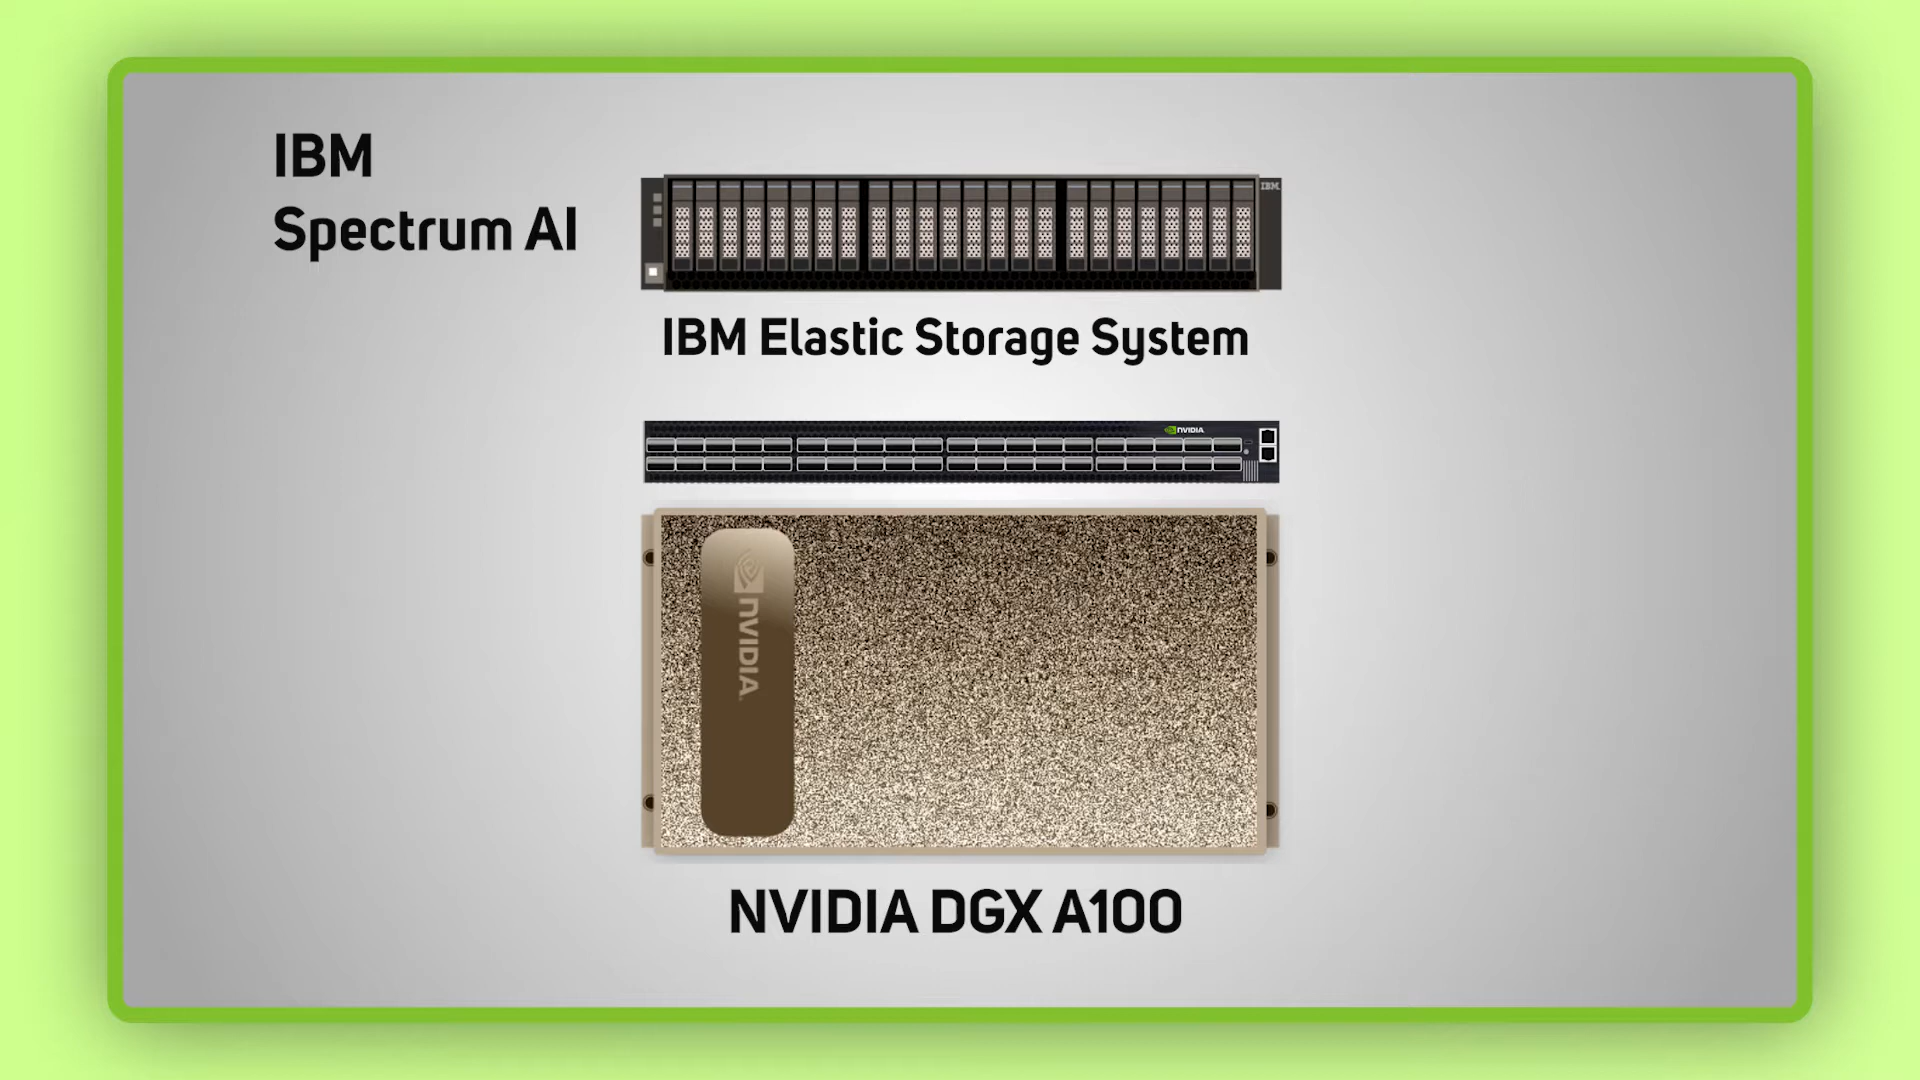 IBM
Spectrum AI
IBM
IBM Elastic Storage System
NVIDIA
NVIDIA
NVIDIA DGX A100